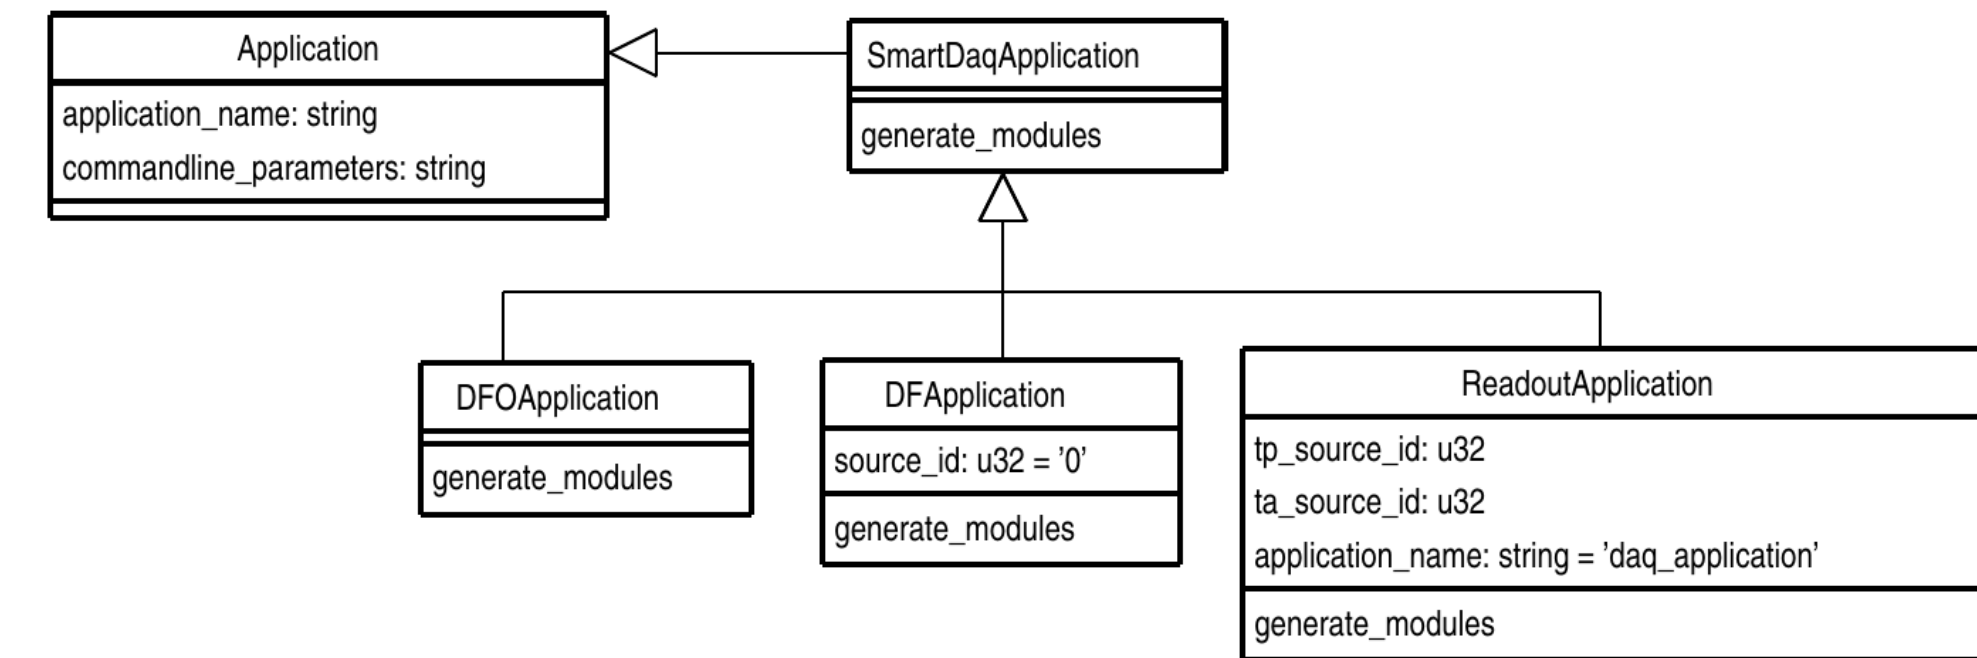 Application
application_name: string
commandline_parameters: string
SmartDaqApplication
generate_modules
DFOApplication
generate_modules
DFApplication
source_id: u32 = ’0’
generate_modules
ReadoutApplication
tp_source_id: u32
ta_source_id: u32
application_name: string = ’daq_application’
generate_modules